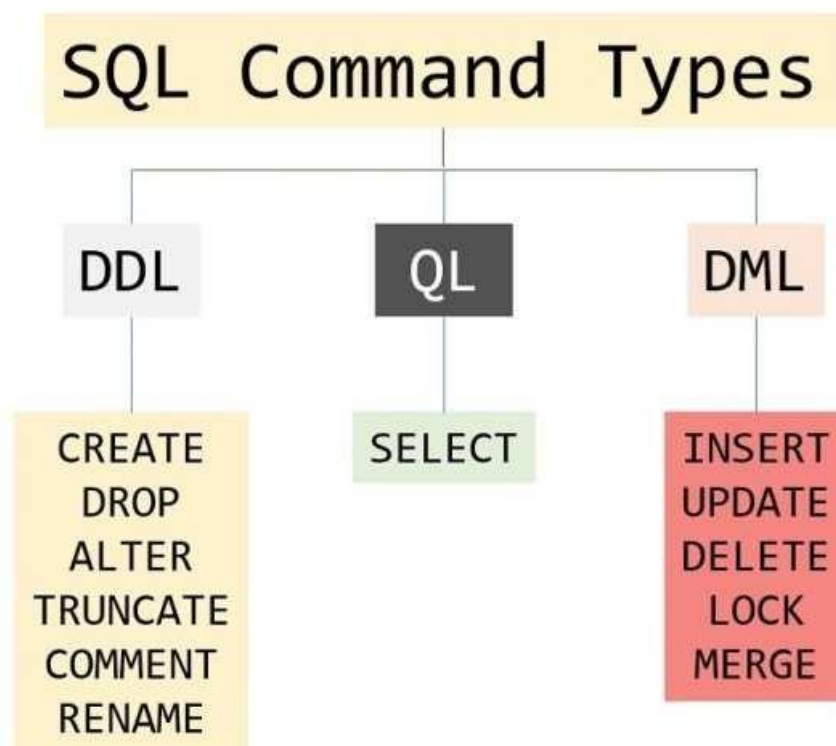 SQL Command Types
DDL
QL
DML
CREATE
DROP
ALTER
TRUNCATE
COMMENT
RENAME
SELECT
INSERT
UPDATE
DELETE
LOCK
MERGE